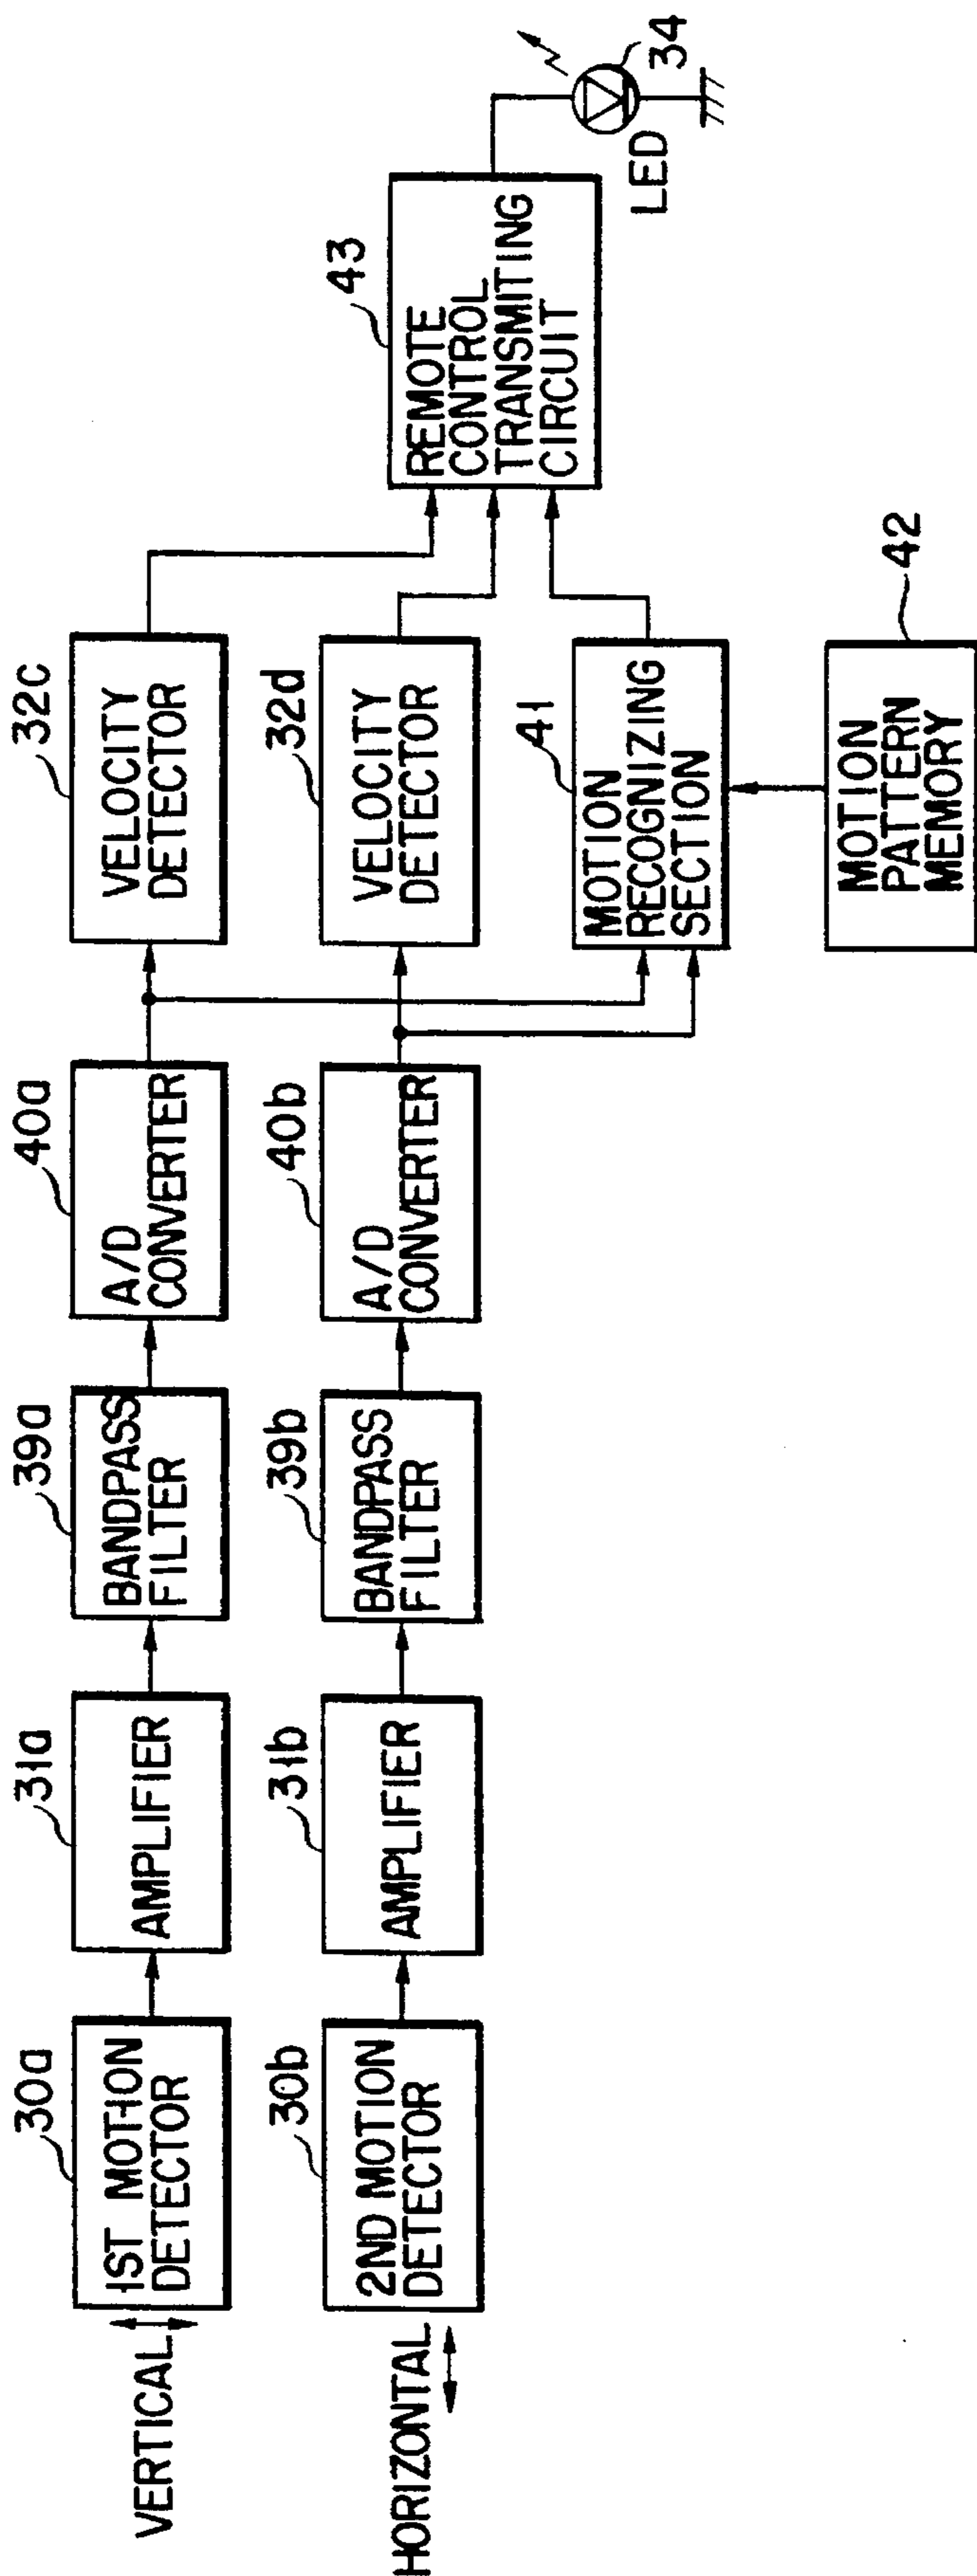 VERTICAL
30a
1ST MOTION
DETECTOR
31a
AMPLIFIER
39a
BANDPASS
FILTER
40a
A/D
CONVERTER
32c
VELOCITY
DETECTOR
HORIZONTAL
30b
2ND MOTION
DETECTOR
31b
AMPLIFIER
39b
BANDPASS
FILTER
40b
A/D
CONVERTER
32d
VELOCITY
DETECTOR
41
MOTION
RECOGNIZING
SECTION
42
MOTION
PATTERN
MEMORY
43
REMOTE
CONTROL
TRANSMITING
CIRCUIT
LED
34